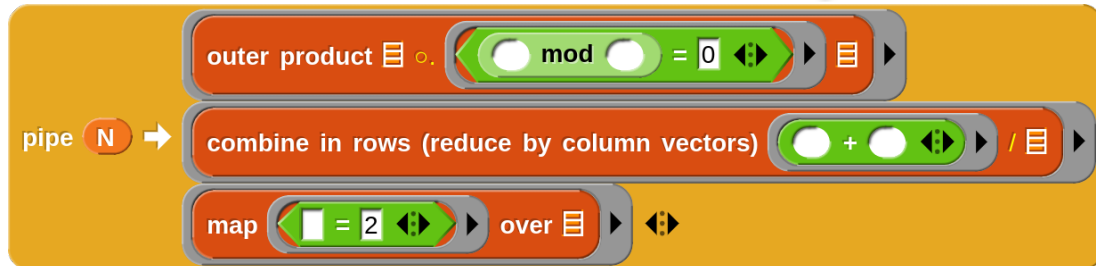 outer product ∘. mod = 0
pipe N combine in rows (reduce by column vectors) + /
map = 2 over